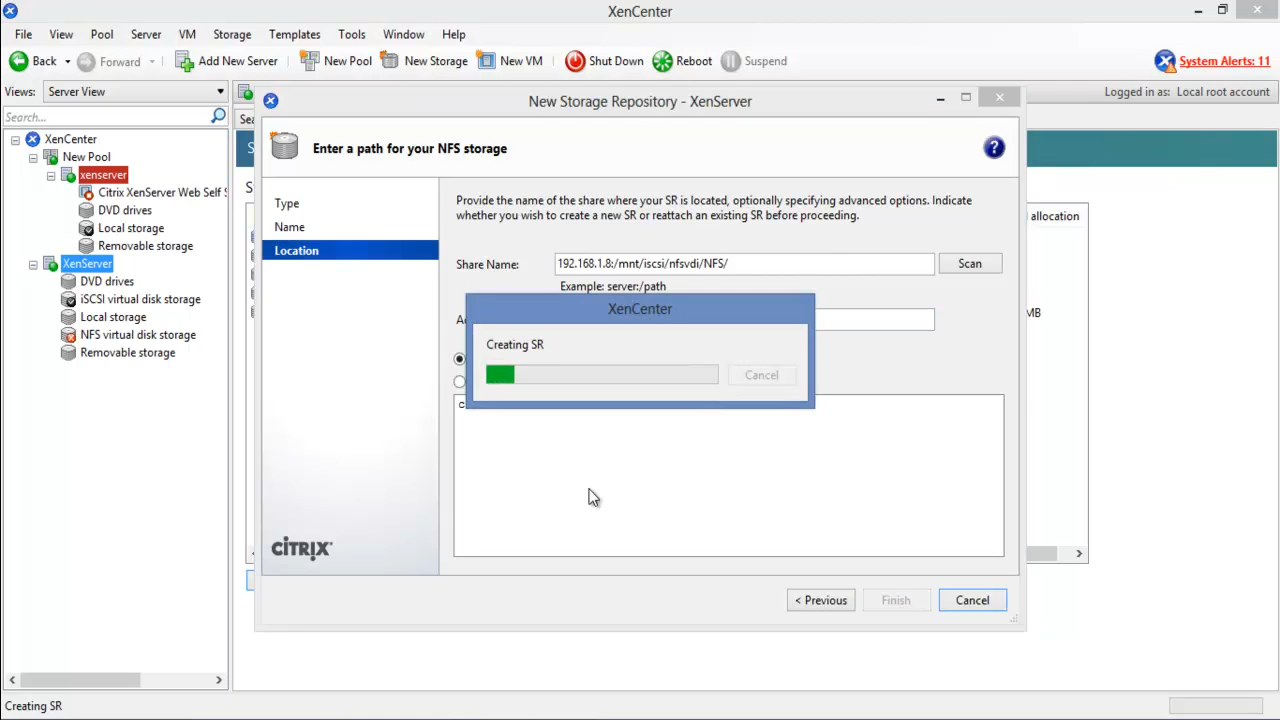 XenCenter
File View Pool Server VM Storage Templates Tools Window Help
Back Forward Add New Server New Pool New Storage New VM Shut Down Reboot Suspend System Alerts: 11
Views: Server View Logged in as: Local root account
Search...
XenCenter
New Pool
xenserver
Citrix XenServer Web Self S
DVD drives
Local storage
Removable storage
XenServer
DVD drives
iSCSI virtual disk storage
Local storage
NFS virtual disk storage
Removable storage
Sea
S
S
allocation
MB
New Storage Repository - XenServer
Enter a path for your NFS storage
?
Type
Name
Location
CITRIX
Provide the name of the share where your SR is located, optionally specifying advanced options. Indicate
whether you wish to create a new SR or reattach an existing SR before proceeding.
Share Name: 192.168.1.8:/mnt/iscsi/nfsvdi/NFS/ Scan
Example: server:/path
XenCenter
Creating SR
Cancel
< Previous Finish Cancel
Creating SR